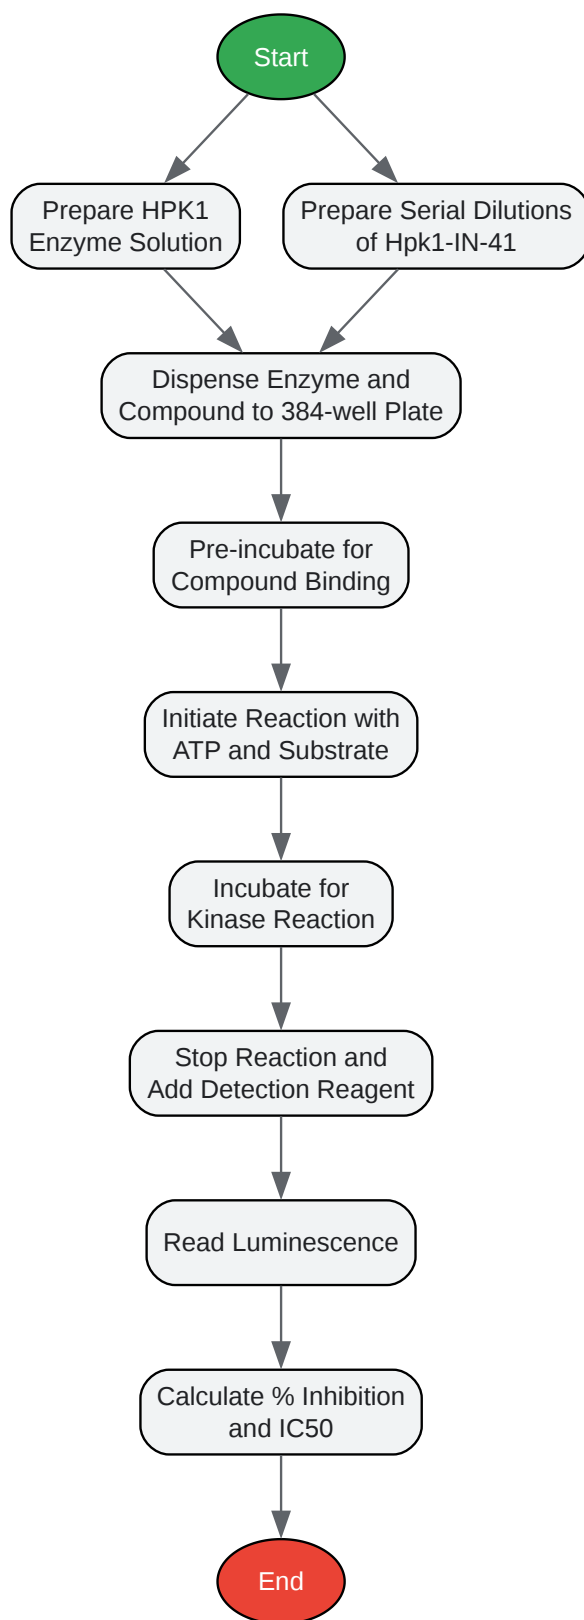 Start
Prepare HPK1
Enzyme Solution
Prepare Serial Dilutions
of Hpk1-IN-41
Dispense Enzyme and
Compound to 384-well Plate
Pre-incubate for
Compound Binding
Initiate Reaction with
ATP and Substrate
Incubate for
Kinase Reaction
Stop Reaction and
Add Detection Reagent
Read Luminescence
Calculate % Inhibition
and IC50
End